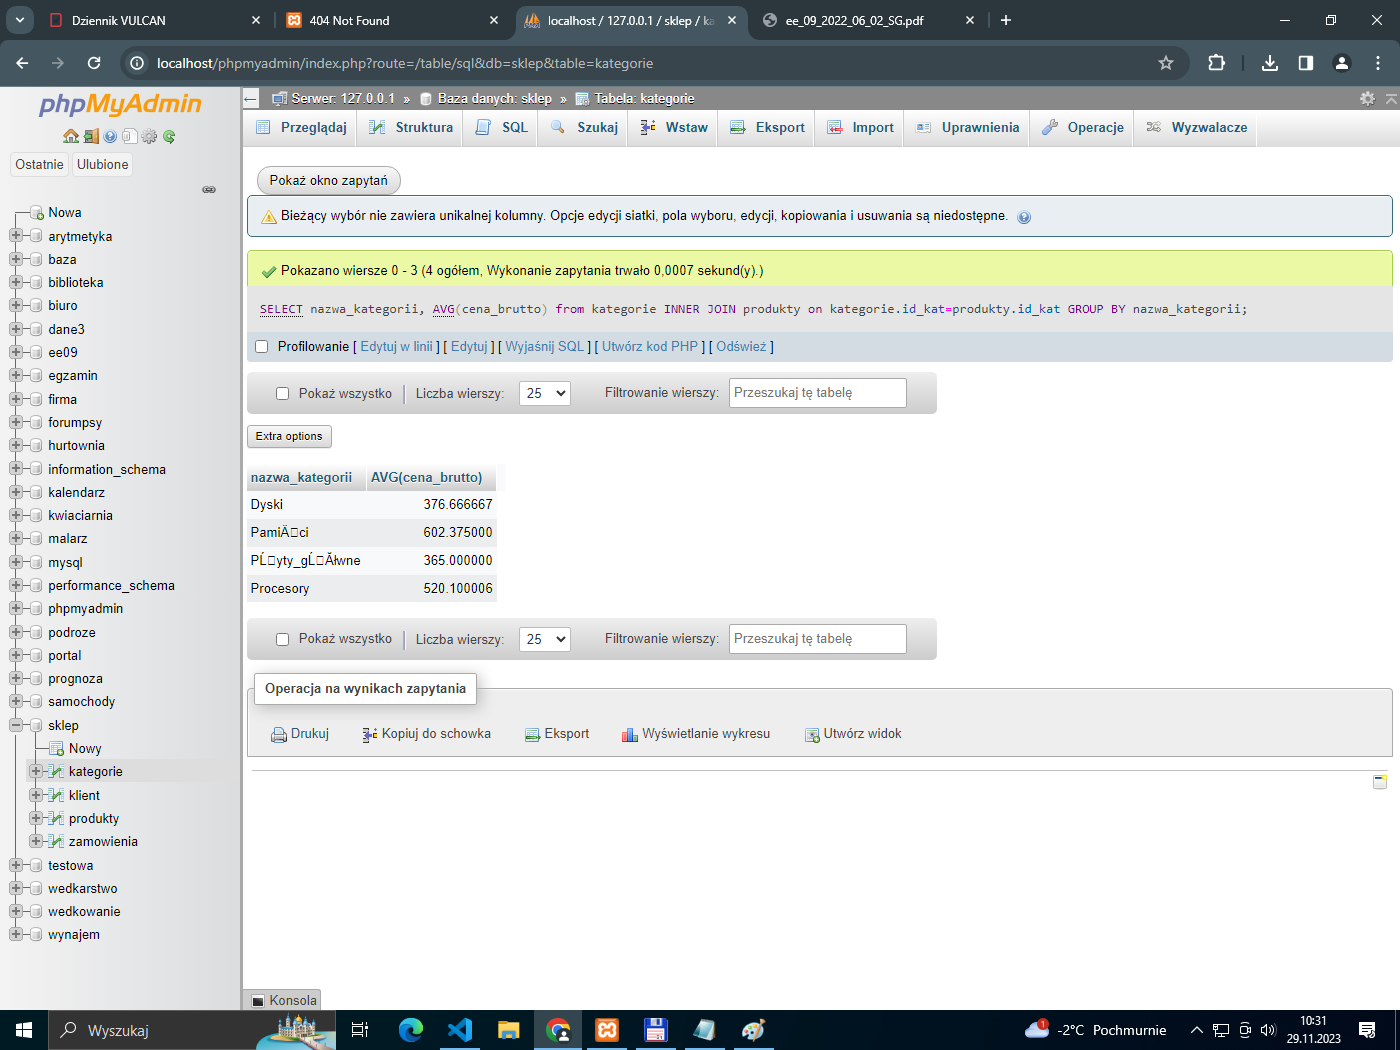 Dziennik VULCAN
404 Not Found
localhost / 127.0.0.1 / sklep / ka
ee_09_2022_06_02_SG.pdf
localhost/phpmyadmin/index.php?route=/table/sql&db=sklep&table=kategorie
phpMyAdmin
Ostatnie Ulubione
Nowa
arytmetyka
baza
biblioteka
biuro
dane3
ee09
egzamin
firma
forumpsy
hurtownia
information_schema
kalendarz
kwiaciarnia
malarz
mysql
performance_schema
phpmyadmin
podroze
portal
prognoza
samochody
sklep
Nowy
kategorie
klient
produkty
zamowienia
testowa
wedkarstwo
wedkowanie
wynajem
Serwer: 127.0.0.1 » Baza danych: sklep » Tabela: kategorie
Przeglądaj Struktura SQL Szukaj Wstaw Eksport Import Uprawnienia Operacje Wyzwalacze
Pokaż okno zapytań
Bieżący wybór nie zawiera unikalnej kolumny. Opcje edycji siatki, pola wyboru, edycji, kopiowania i usuwania są niedostępne.
Pokazano wiersze 0 - 3 (4 ogółem, Wykonanie zapytania trwało 0,0007 sekund(y).)
SELECT nazwa_kategorii, AVG(cena_brutto) from kategorie INNER JOIN produkty on kategorie.id_kat=produkty.id_kat GROUP BY nazwa_kategorii;
Profilowanie [ Edytuj w linii ] [ Edytuj ] [ Wyjaśnij SQL ] [ Utwórz kod PHP ] [ Odśwież ]
Pokaż wszystko Liczba wierszy: 25 Filtrowanie wierszy: Przeszukaj tę tabelę
Extra options
nazwa_kategorii AVG(cena_brutto)
Dyski 376.666667
PamiÄ□ci 602.375000
PĹ□yty_gĹ□Ăłwne 365.000000
Procesory 520.100006
Pokaż wszystko Liczba wierszy: 25 Filtrowanie wierszy: Przeszukaj tę tabelę
Operacja na wynikach zapytania
Drukuj Kopiuj do schowka Eksport Wyświetlanie wykresu Utwórz widok
Konsola
Wyszukaj
1
-2°C Pochmurnie
10:31
29.11.2023